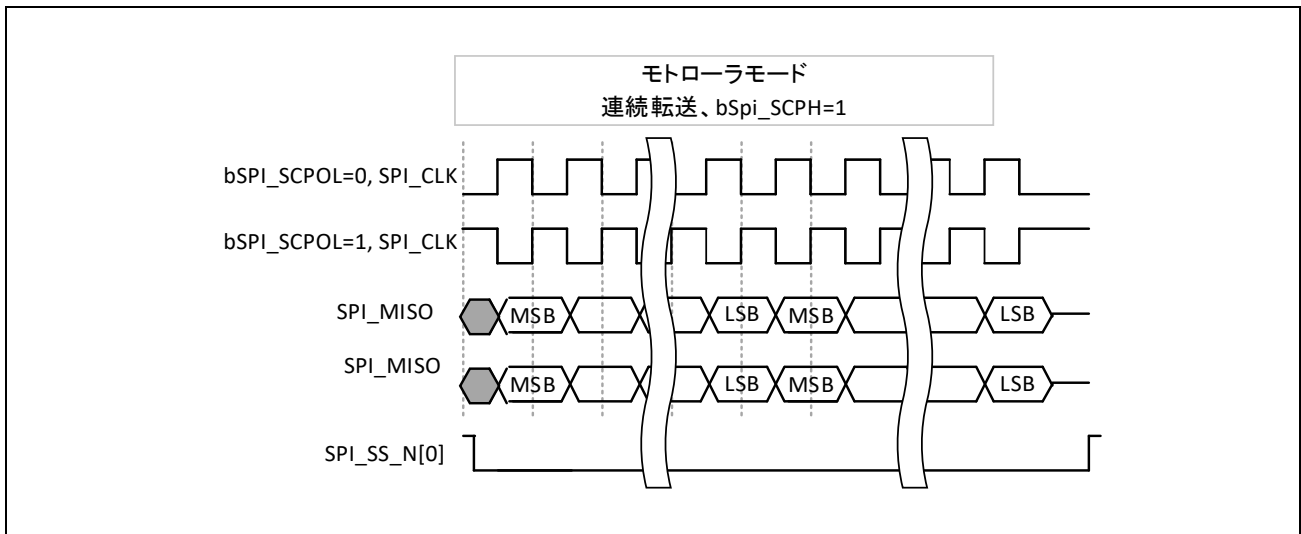 モトローラモード
連続転送、bSpi_SCPH=1
bSPI_SCPOL=0, SPI_CLK
bSPI_SCPOL=1, SPI_CLK
SPI_MISO
MSB
LSB
MSB
LSB
SPI_MISO
MSB
LSB
MSB
LSB
SPI_SS_N[0]